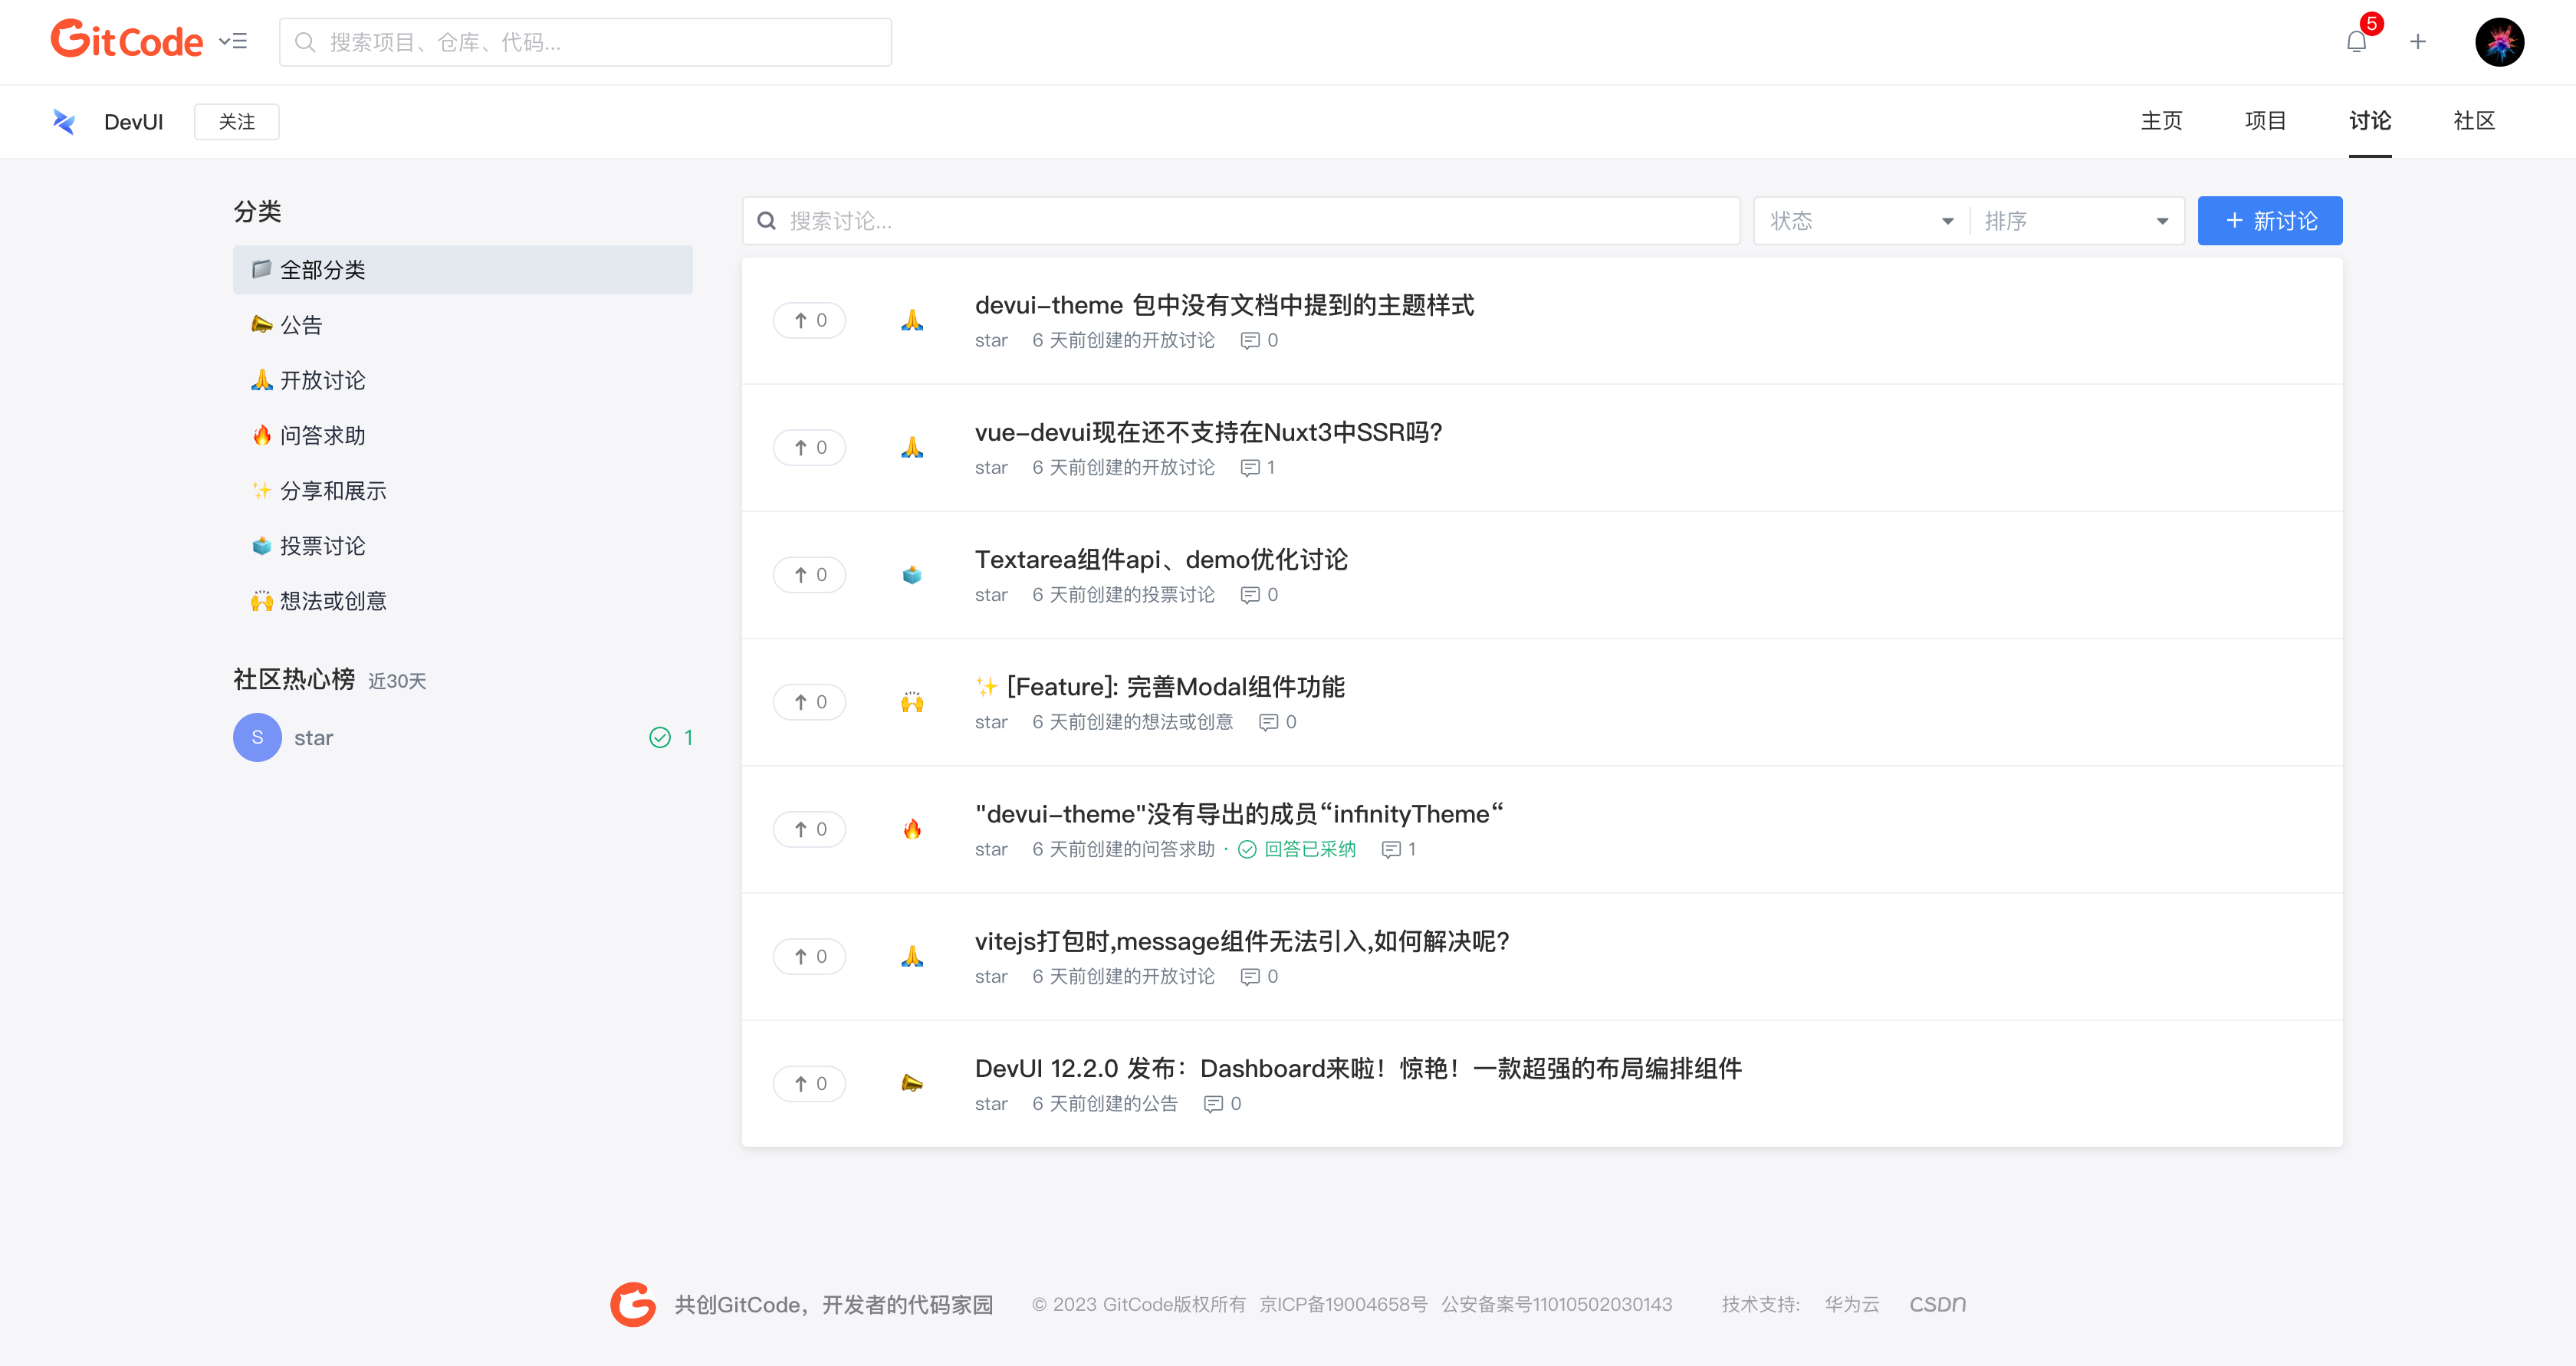 GitCode
搜索项目、仓库、代码...
5
DevUI 关注
主页 项目 讨论 社区
分类
全部分类
公告
开放讨论
问答求助
分享和展示
投票讨论
想法或创意
社区热心榜 近30天
S star 1
搜索讨论...
状态 排序 + 新讨论
0
devui-theme 包中没有文档中提到的主题样式
star 6 天前创建的开放讨论 0
0
vue-devui现在还不支持在Nuxt3中SSR吗?
star 6 天前创建的开放讨论 1
0
Textarea组件api、demo优化讨论
star 6 天前创建的投票讨论 0
0
✨ [Feature]: 完善Modal组件功能
star 6 天前创建的想法或创意 0
0
"devui-theme"没有导出的成员“infinityTheme“
star 6 天前创建的问答求助 · 回答已采纳 1
0
vitejs打包时,message组件无法引入,如何解决呢?
star 6 天前创建的开放讨论 0
0
DevUI 12.2.0 发布：Dashboard来啦！惊艳！一款超强的布局编排组件
star 6 天前创建的公告 0
共创GitCode，开发者的代码家园 © 2023 GitCode版权所有 京ICP备19004658号 公安备案号11010502030143 技术支持: 华为云 CSDN